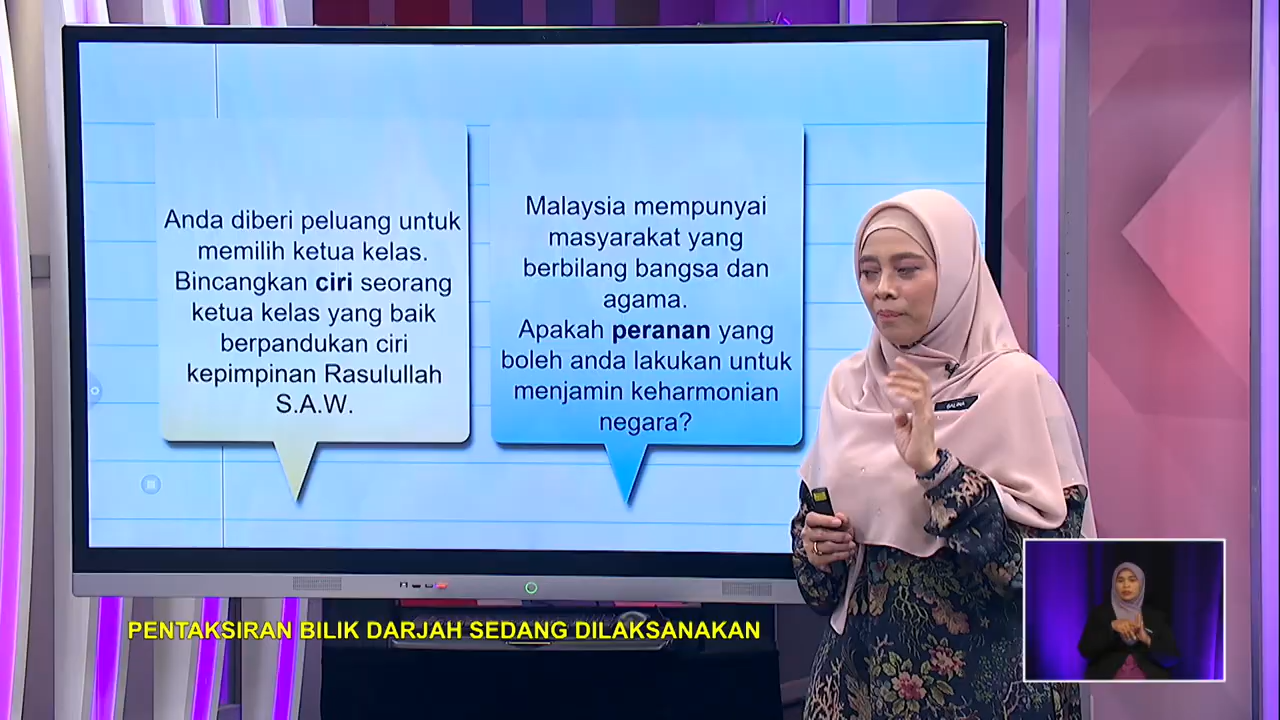 Anda diberi peluang untuk
memilih ketua kelas.
Bincangkan ciri seorang
ketua kelas yang baik
berpandukan ciri
kepimpinan Rasulullah
S.A.W.
Malaysia mempunyai
masyarakat yang
berbilang bangsa dan
agama.
Apakah peranan yang
boleh anda lakukan untuk
menjamin keharmonian
negara?
PENTAKSIRAN BILIK DARJAH SEDANG DILAKSANAKAN